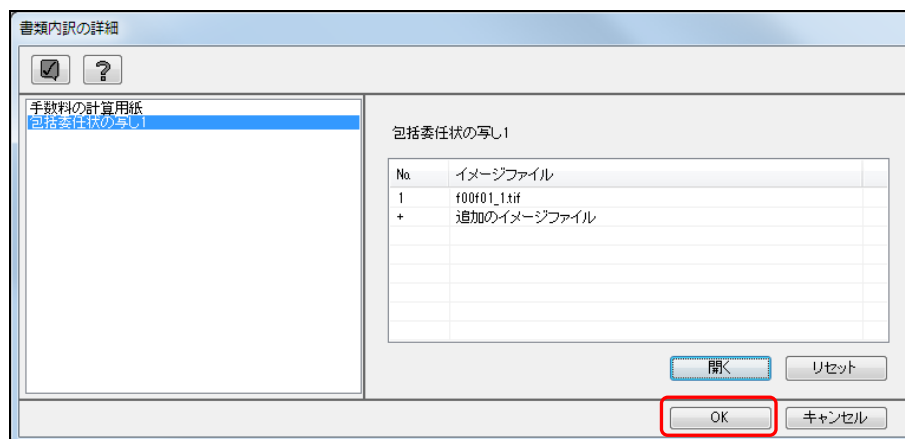 書類内訳の詳細
手数料の計算用紙
包括委任状の写し1
包括委任状の写し1
No. イメージファイル
1 f00f01_1.tif
+ 追加のイメージファイル
開く リセット
OK キャンセル